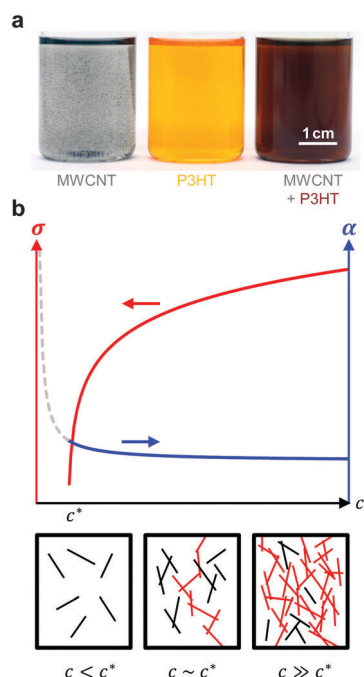 a
1 cm
MWCNT
P3HT
MWCNT
+ P3HT
b
σ
α
c*
c
c < c*
c ~ c*
c ≫ c*